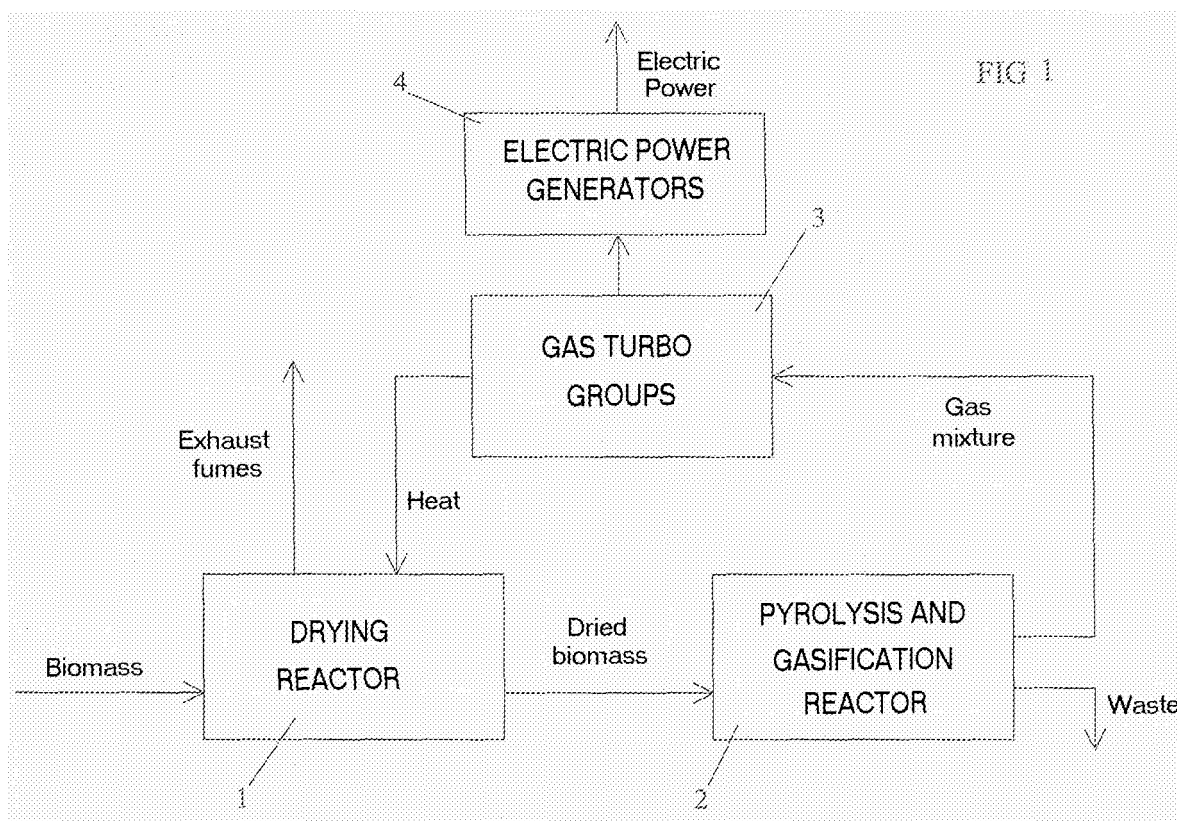 FIG 1
Electric
Power
4
ELECTRIC POWER
GENERATORS
3
GAS TURBO
GROUPS
Gas
mixture
Exhaust
fumes
Heat
DRYING
REACTOR
Dried
biomass
PYROLYSIS AND
GASIFICATION
REACTOR
Biomass
Waste
1
2